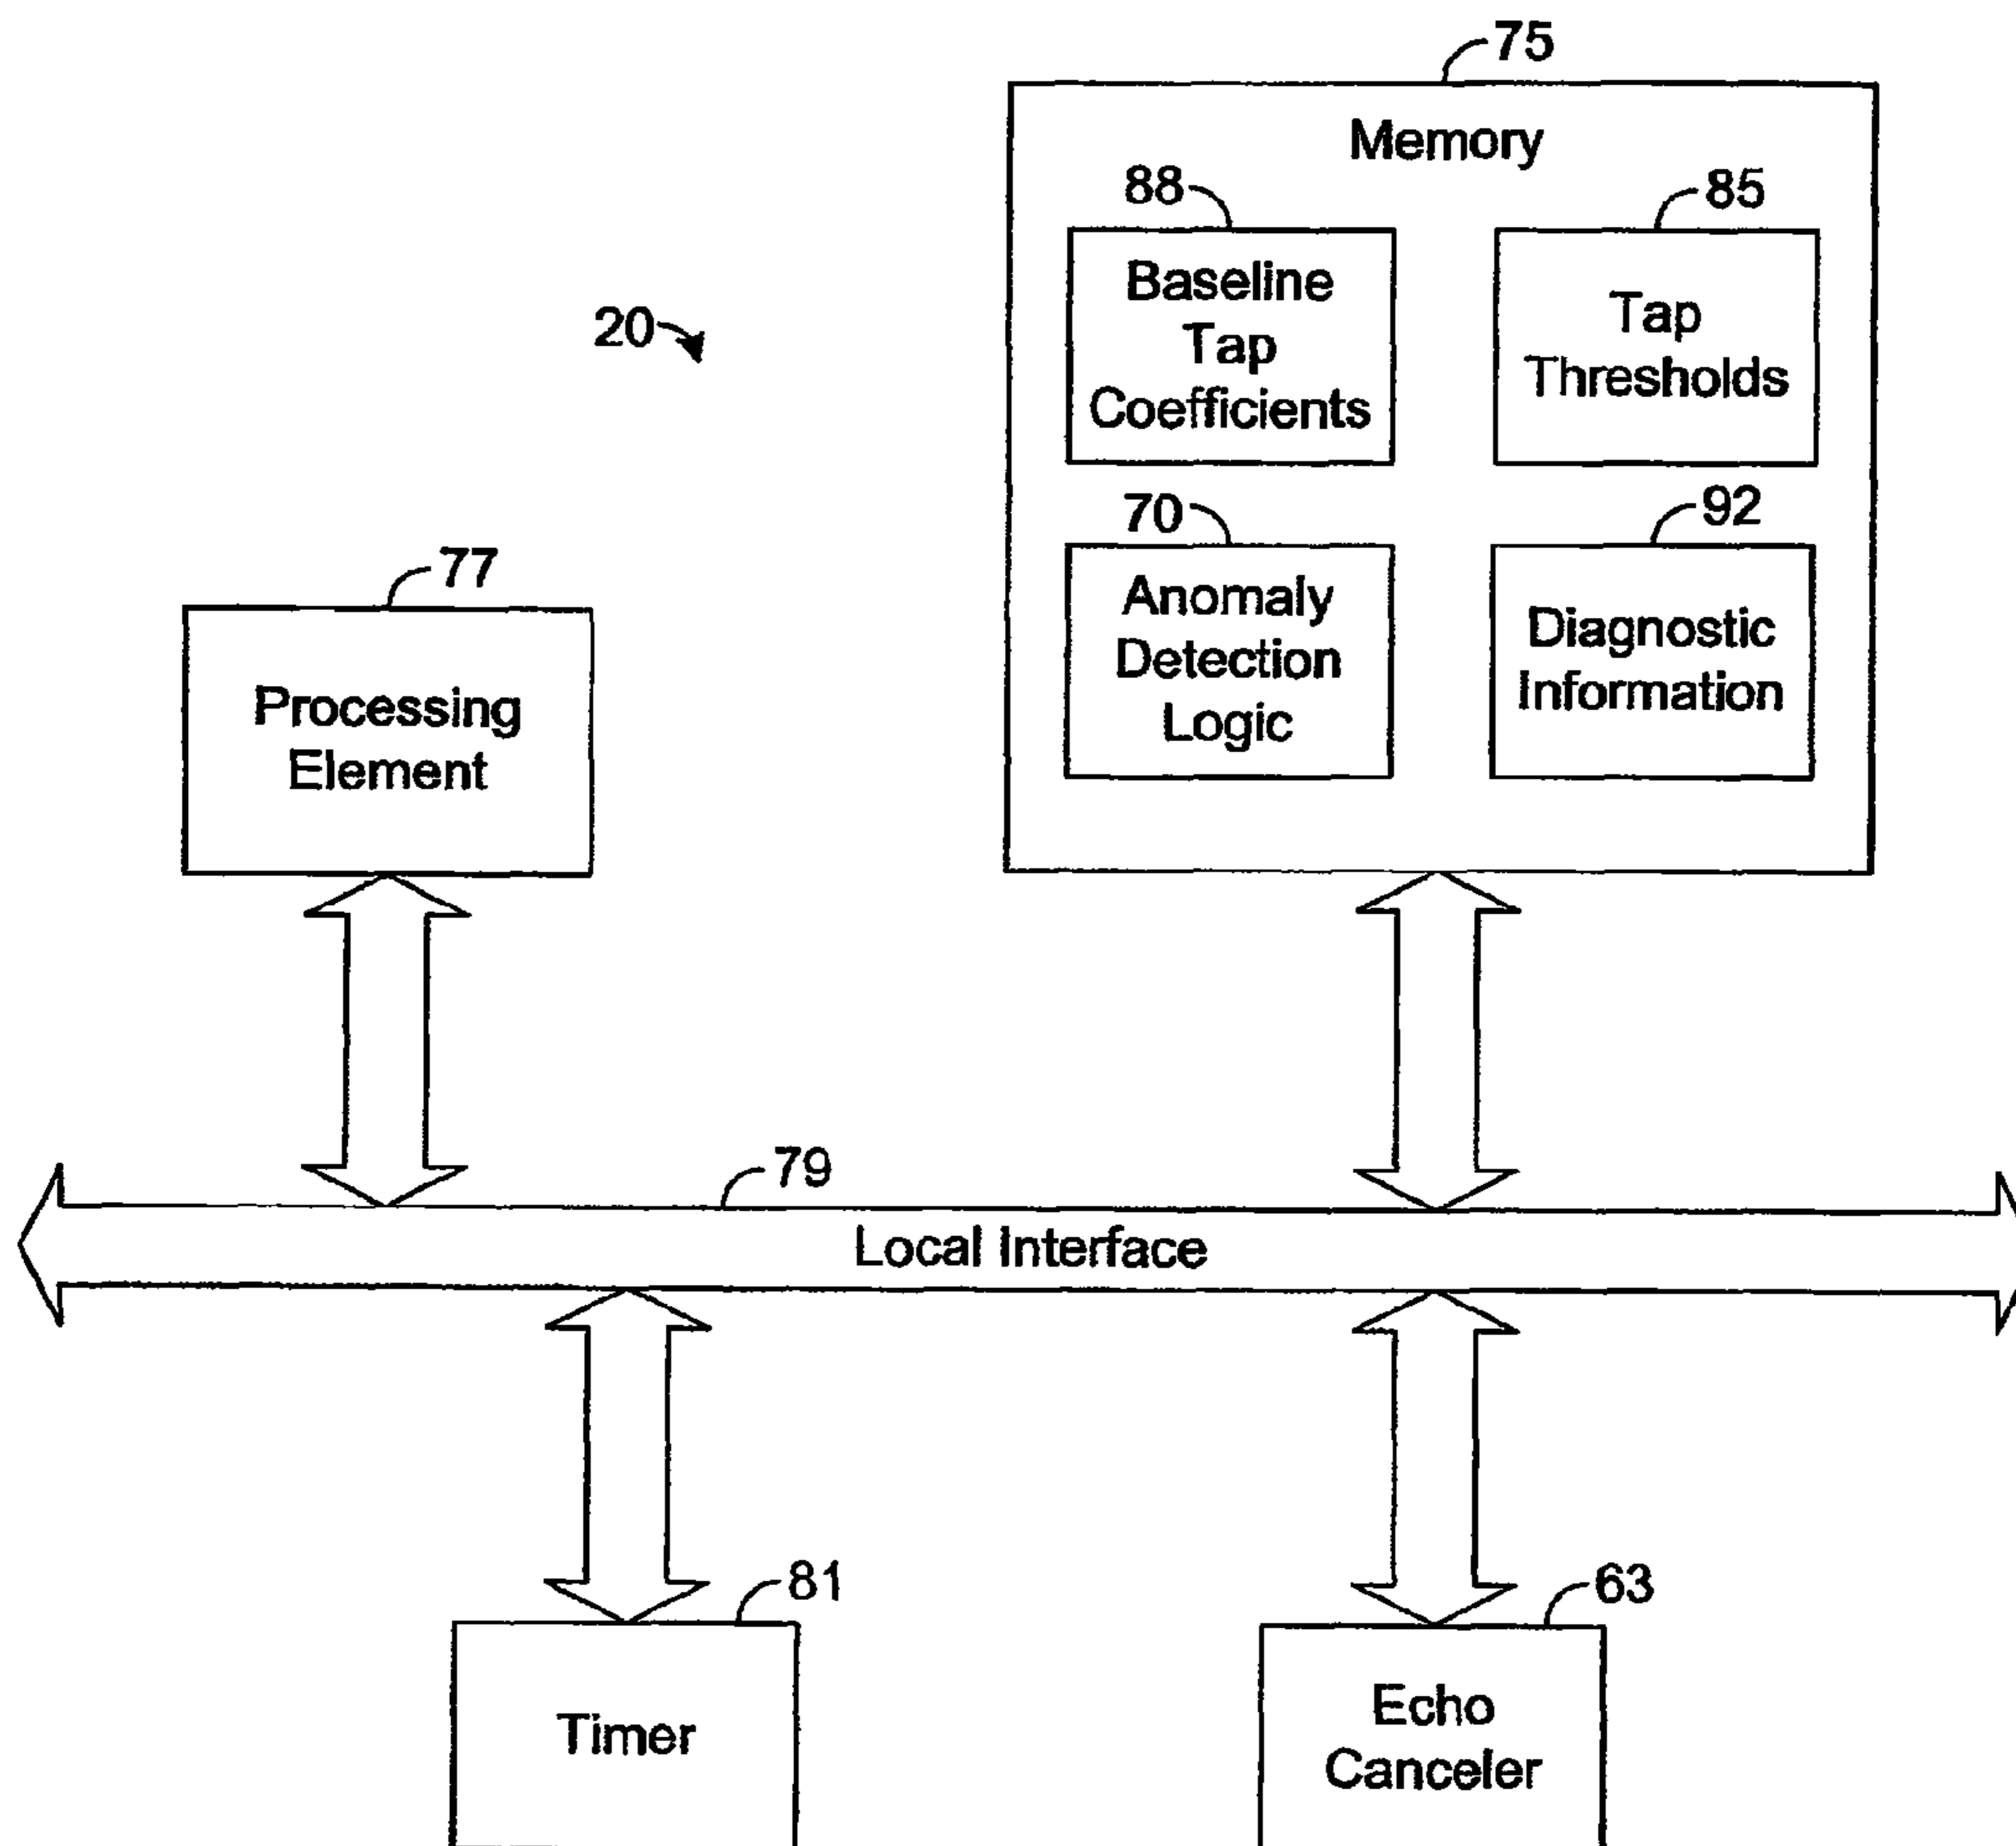 75
Memory
88
85
Baseline
Tap
Coefficients
Tap
Thresholds
20
70
92
Anomaly
Detection
Logic
Diagnostic
Information
77
Processing
Element
79
Local Interface
81
63
Timer
Echo
Canceler